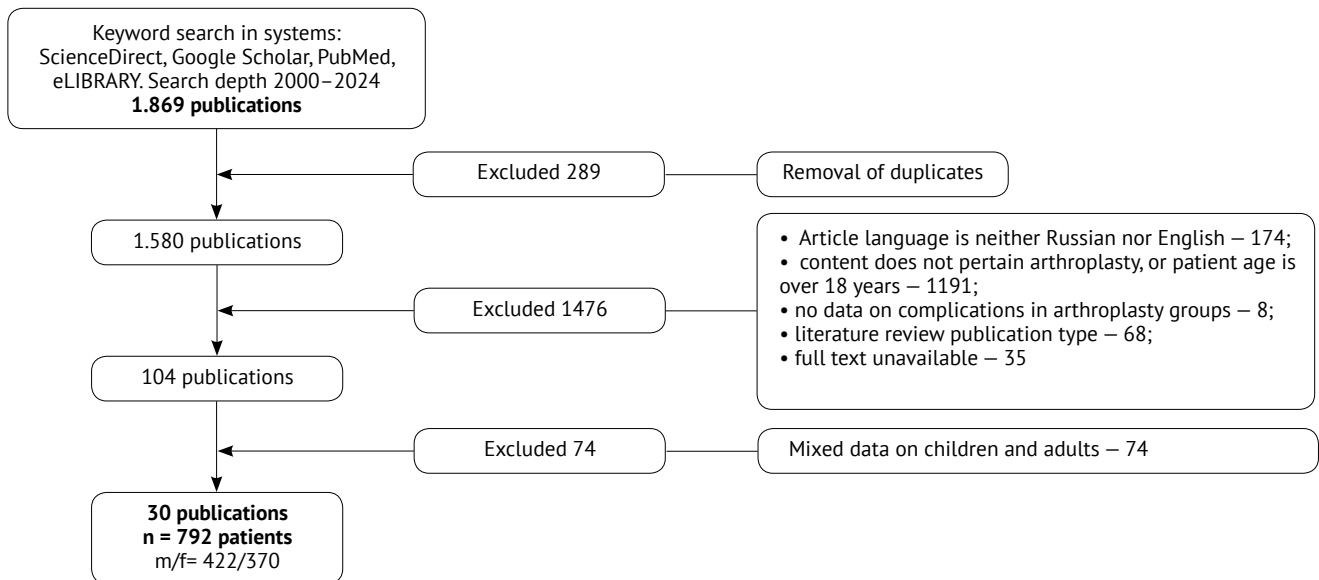 Keyword search in systems:
ScienceDirect, Google Scholar, PubMed,
eLIBRARY. Search depth 2000–2024
1.869 publications
Excluded 289
Removal of duplicates
1.580 publications
• Article language is neither Russian nor English — 174;
• content does not pertain arthroplasty, or patient age is
over 18 years — 1191;
• no data on complications in arthroplasty groups — 8;
• literature review publication type — 68;
• full text unavailable — 35
Excluded 1476
104 publications
Excluded 74
Mixed data on children and adults — 74
30 publications
n = 792 patients
m/f= 422/370